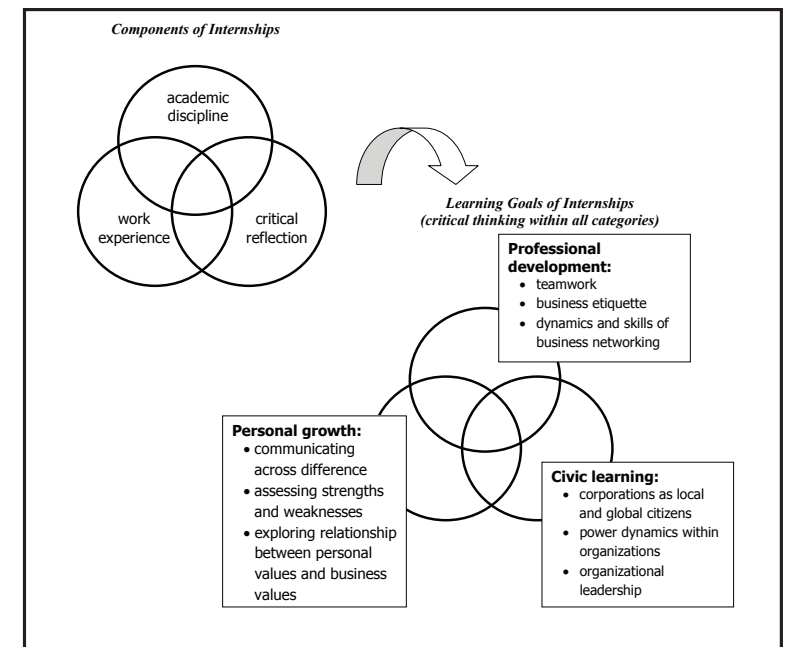 Components of Internships
academic
discipline
work
experience
critical
reflection
Learning Goals of Internships
(critical thinking within all categories)
Professional
development:
• teamwork
• business etiquette
• dynamics and skills of
business networking
Personal growth:
• communicating
across difference
• assessing strengths
and weaknesses
• exploring relationship
between personal
values and business
values
Civic learning:
• corporations as local
and global citizens
• power dynamics within
organizations
• organizational
leadership